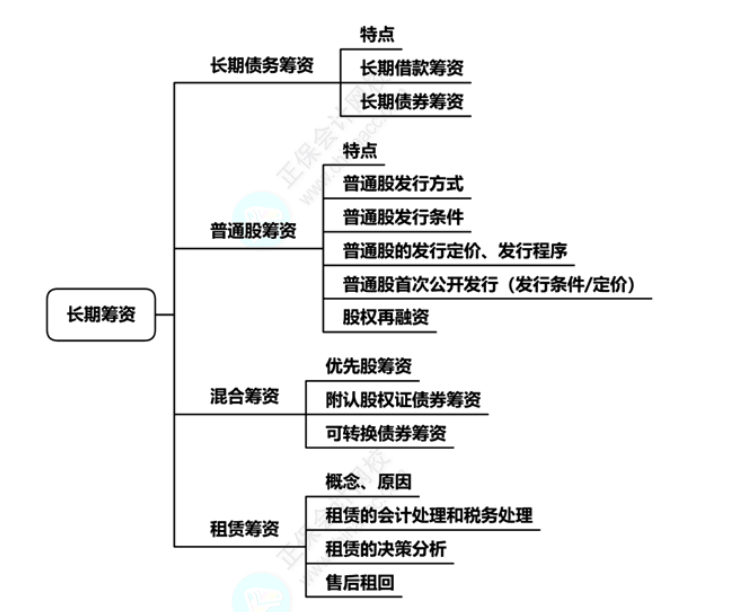 长期筹资
长期债务筹资
特点
长期借款筹资
长期债券筹资
普通股筹资
特点
普通股发行方式
普通股发行条件
普通股的发行定价、发行程序
普通股首次公开发行（发行条件/定价）
股权再融资
混合筹资
优先股筹资
附认股权证债券筹资
可转换债券筹资
租赁筹资
概念、原因
租赁的会计处理和税务处理
租赁的决策分析
售后租回
正保会计网校
正保会计网校